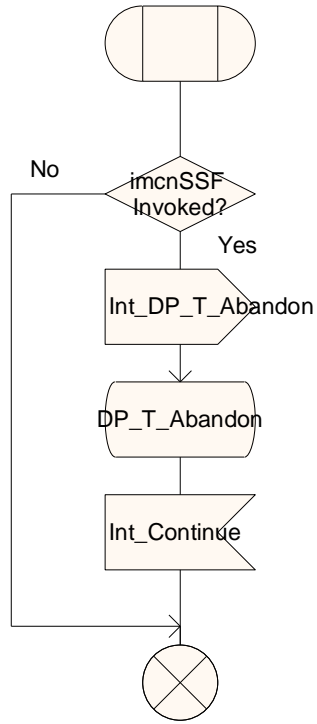 imcnSSF
Invoked?
No
Yes
Int_DP_T_Abandon
DP_T_Abandon
Int_Continue